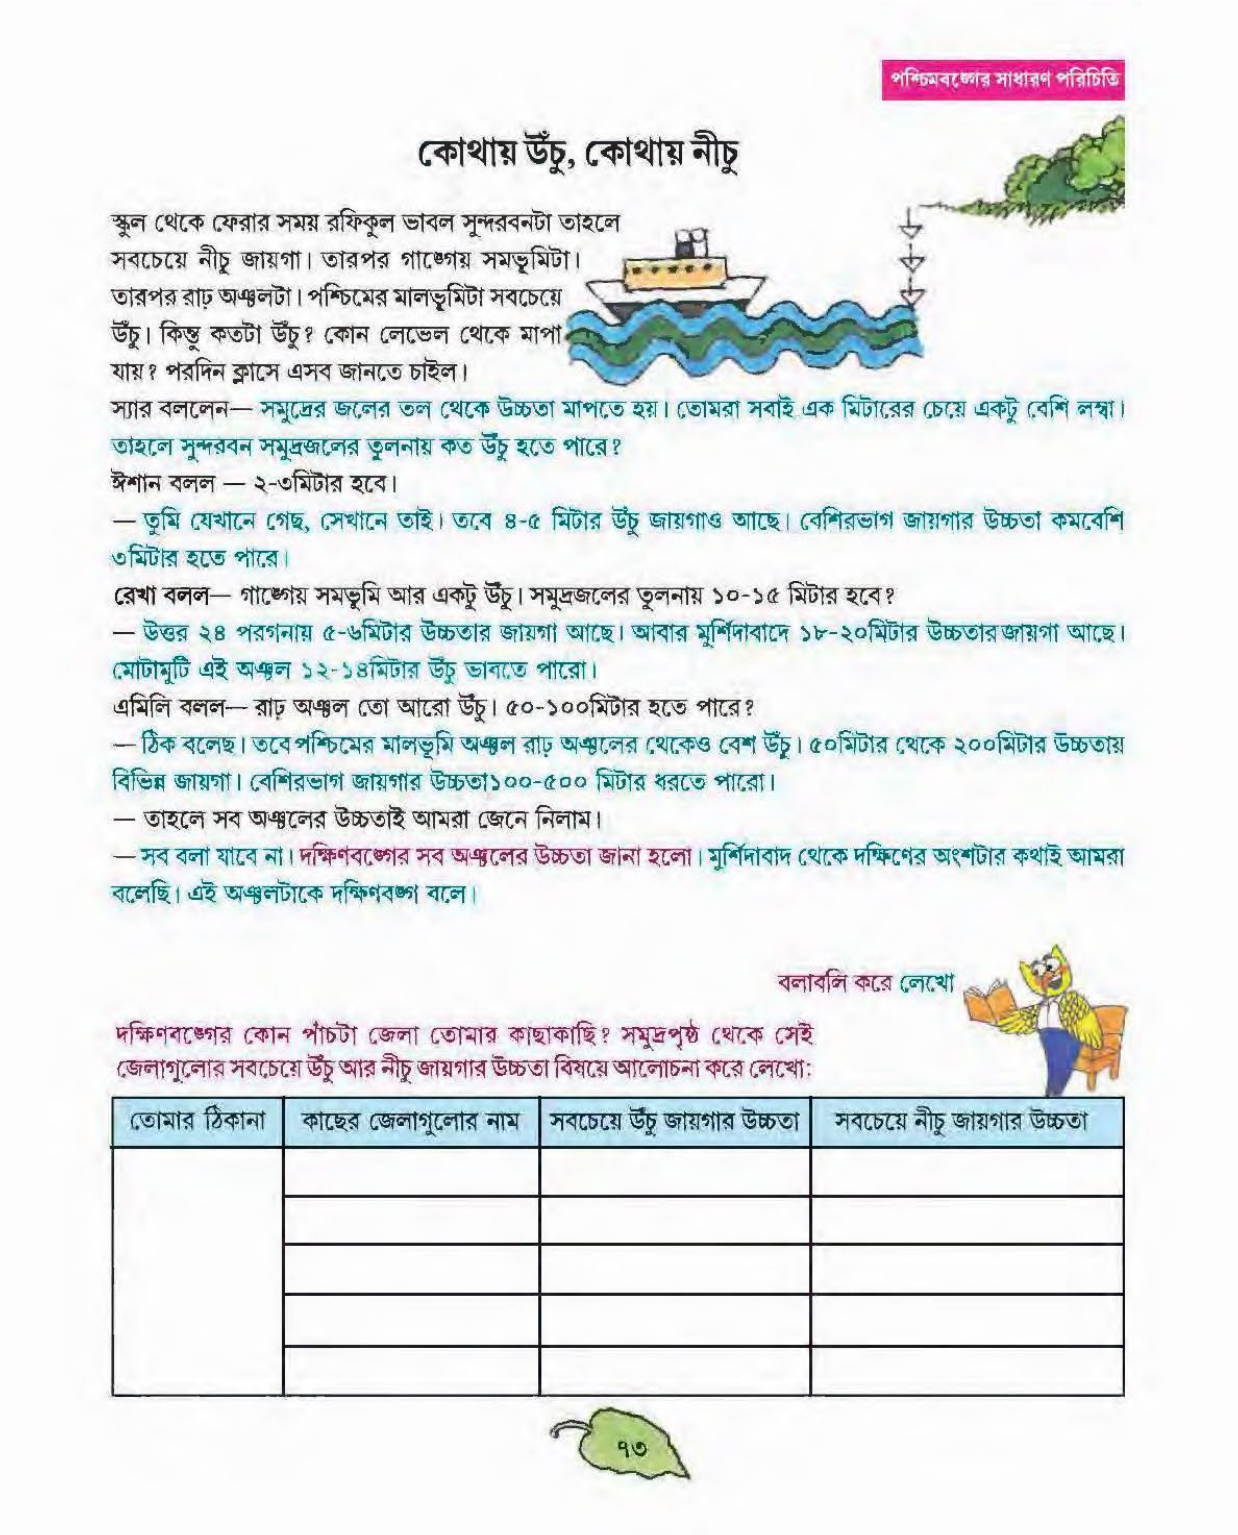 পশ্চিমবঙ্গের সাধারণ পরিচিতি
কোথায় উঁচু, কোথায় নীচু
স্কুল থেকে ফেরার সময় রফিকুল ভাবল সুন্দরবনটা তাহলে
সবচেয়ে নীচু জায়গা। তারপর গাঙ্গেয় সমভূমিটা।
তারপর রাঢ় অঞ্চলটা। পশ্চিমের মালভূমিটা সবচেয়ে
উঁচু। কিন্তু কতটা উঁচু? কোন লেভেল থেকে মাপা
যায়? পরদিন ক্লাসে এসব জানতে চাইল।
স্যার বললেন— সমুদ্রের জলের তল থেকে উচ্চতা মাপতে হয়। তোমরা সবাই এক মিটারের চেয়ে একটু বেশি লম্বা।
তাহলে সুন্দরবন সমুদ্রজলের তুলনায় কত উঁচু হতে পারে?
ঈশান বলল — ২-৩মিটার হবে।
— তুমি যেখানে গেছ, সেখানে তাই। তবে ৪-৫ মিটার উঁচু জায়গাও আছে। বেশিরভাগ জায়গার উচ্চতা কমবেশি
৩মিটার হতে পারে।
রেখা বলল— গাঙ্গেয় সমভূমি আর একটু উঁচু। সমুদ্রজলের তুলনায় ১০-১৫ মিটার হবে?
— উত্তর ২৪ পরগনায় ৫-৬মিটার উচ্চতার জায়গা আছে। আবার মুর্শিদাবাদে ১৮-২০মিটার উচ্চতার জায়গা আছে।
মোটামুটি এই অঞ্চল ১২-১৪মিটার উঁচু ভাবতে পারো।
এমিলি বলল— রাঢ় অঞ্চল তো আরো উঁচু। ৫০-১০০মিটার হতে পারে?
— ঠিক বলেছ। তবে পশ্চিমের মালভূমি অঞ্চল রাঢ় অঞ্চলের থেকেও বেশ উঁচু। ৫০মিটার থেকে ২০০মিটার উচ্চতায়
বিভিন্ন জায়গা। বেশিরভাগ জায়গার উচ্চতা১০০-৫০০ মিটার ধরতে পারো।
— তাহলে সব অঞ্চলের উচ্চতাই আমরা জেনে নিলাম।
— সব বলা যাবে না। দক্ষিণবঙ্গের সব অঞ্চলের উচ্চতা জানা হলো। মুর্শিদাবাদ থেকে দক্ষিণের অংশটার কথাই আমরা
বলেছি। এই অঞ্চলটাকে দক্ষিণবঙ্গ বলে।
বলাবলি করে লেখো
দক্ষিণবঙ্গের কোন পাঁচটা জেলা তোমার কাছাকাছি? সমুদ্রপৃষ্ঠ থেকে সেই
জেলাগুলোর সবচেয়ে উঁচু আর নীচু জায়গার উচ্চতা বিষয়ে আলোচনা করে লেখো:
তোমার ঠিকানা কাছের জেলাগুলোর নাম সবচেয়ে উঁচু জায়গার উচ্চতা সবচেয়ে নীচু জায়গার উচ্চতা
৭৩